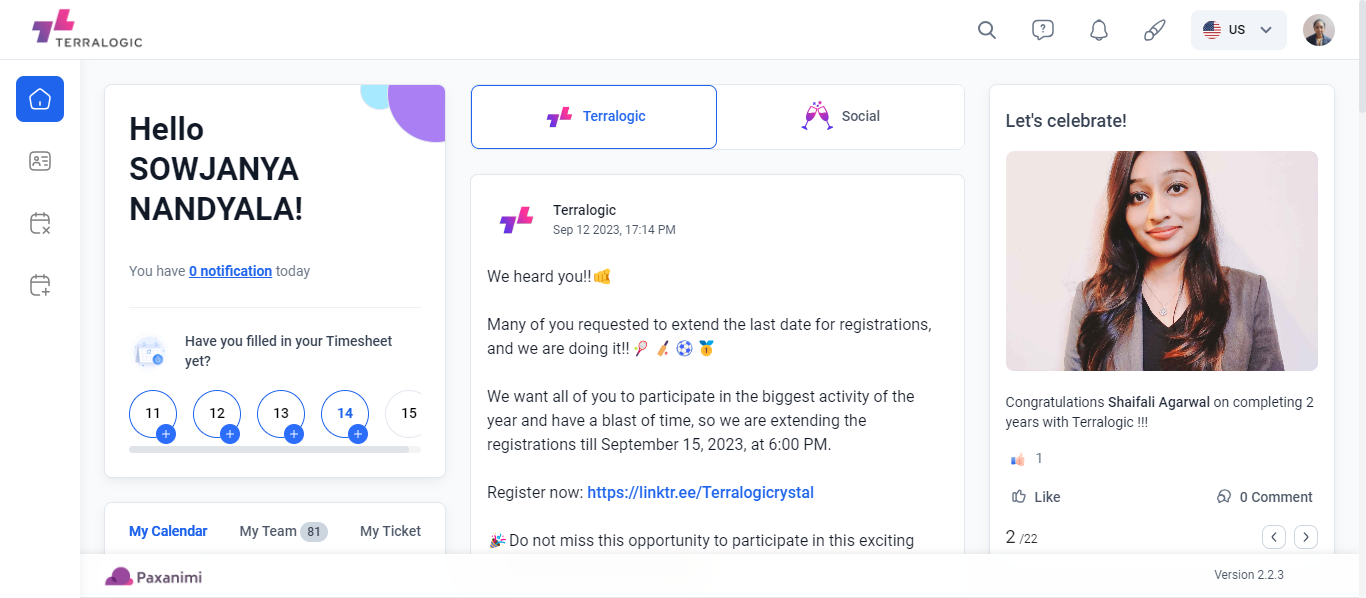 TERRALOGIC
?
US
Hello
SOWJANYA
NANDYALA!
You have 0 notification today
Have you filled in your Timesheet
yet?
11 12 13 14 15
+ + + +
My Calendar My Team 81 My Ticket
Terralogic Social
Terralogic
Sep 12 2023, 17:14 PM
We heard you!!
Many of you requested to extend the last date for registrations,
and we are doing it!!
We want all of you to participate in the biggest activity of the
year and have a blast of time, so we are extending the
registrations till September 15, 2023, at 6:00 PM.
Register now: https://linktr.ee/Terralogicrystal
Do not miss this opportunity to participate in this exciting
Let's celebrate!
Congratulations Shaifali Agarwal on completing 2
years with Terralogic !!!
1
Like 0 Comment
2 /22
Paxanimi
Version 2.2.3